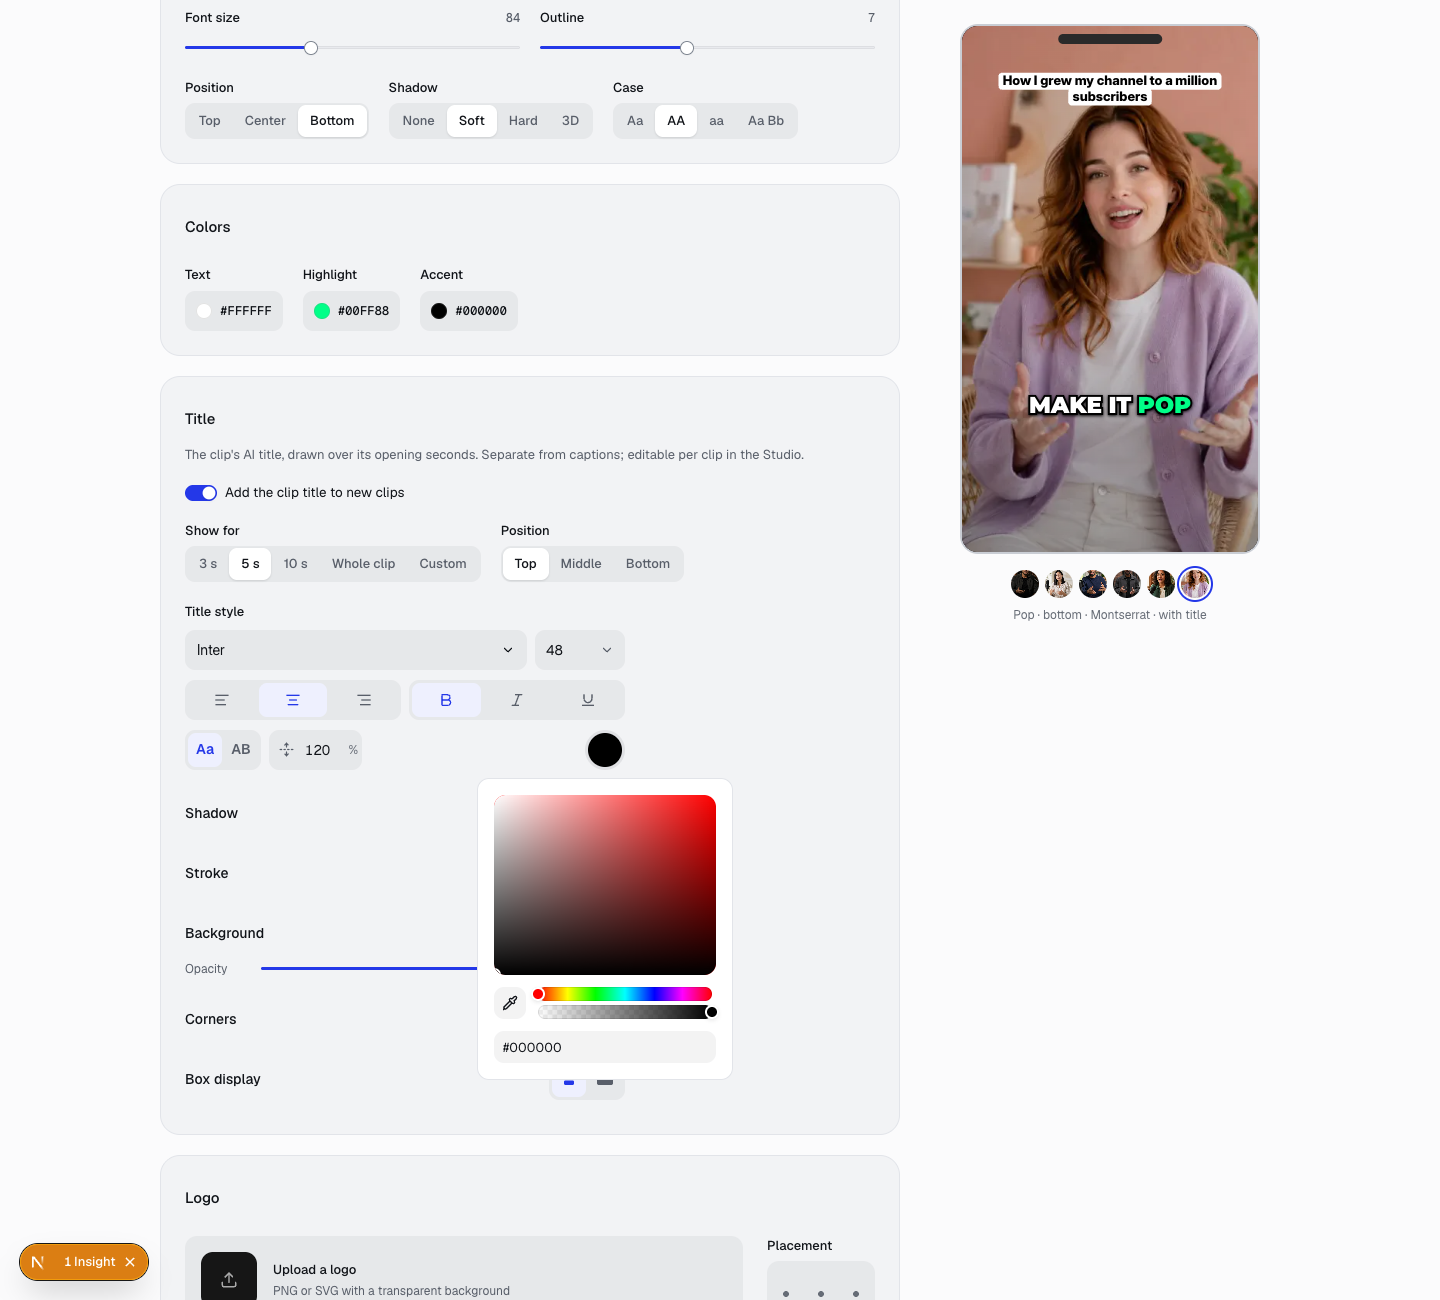 Font size
84
Outline
7
Position
Shadow
Case
Top
Center
Bottom
None
Soft
Hard
3D
Aa
AA
aa
Aa Bb
Colors
Text
Highlight
Accent
#FFFFFF
#00FF88
#000000
Title
The clip's AI title, drawn over its opening seconds. Separate from captions; editable per clip in the Studio.
Add the clip title to new clips
Show for
Position
3 s
5 s
10 s
Whole clip
Custom
Top
Middle
Bottom
Title style
Inter
48
B
I
U
Aa
AB
120
%
Shadow
Stroke
Background
Opacity
Corners
Box display
#000000
Logo
Upload a logo
PNG or SVG with a transparent background
Placement
N
1 Insight
How I grew my channel to a million
subscribers
MAKE IT POP
Pop · bottom · Montserrat · with title